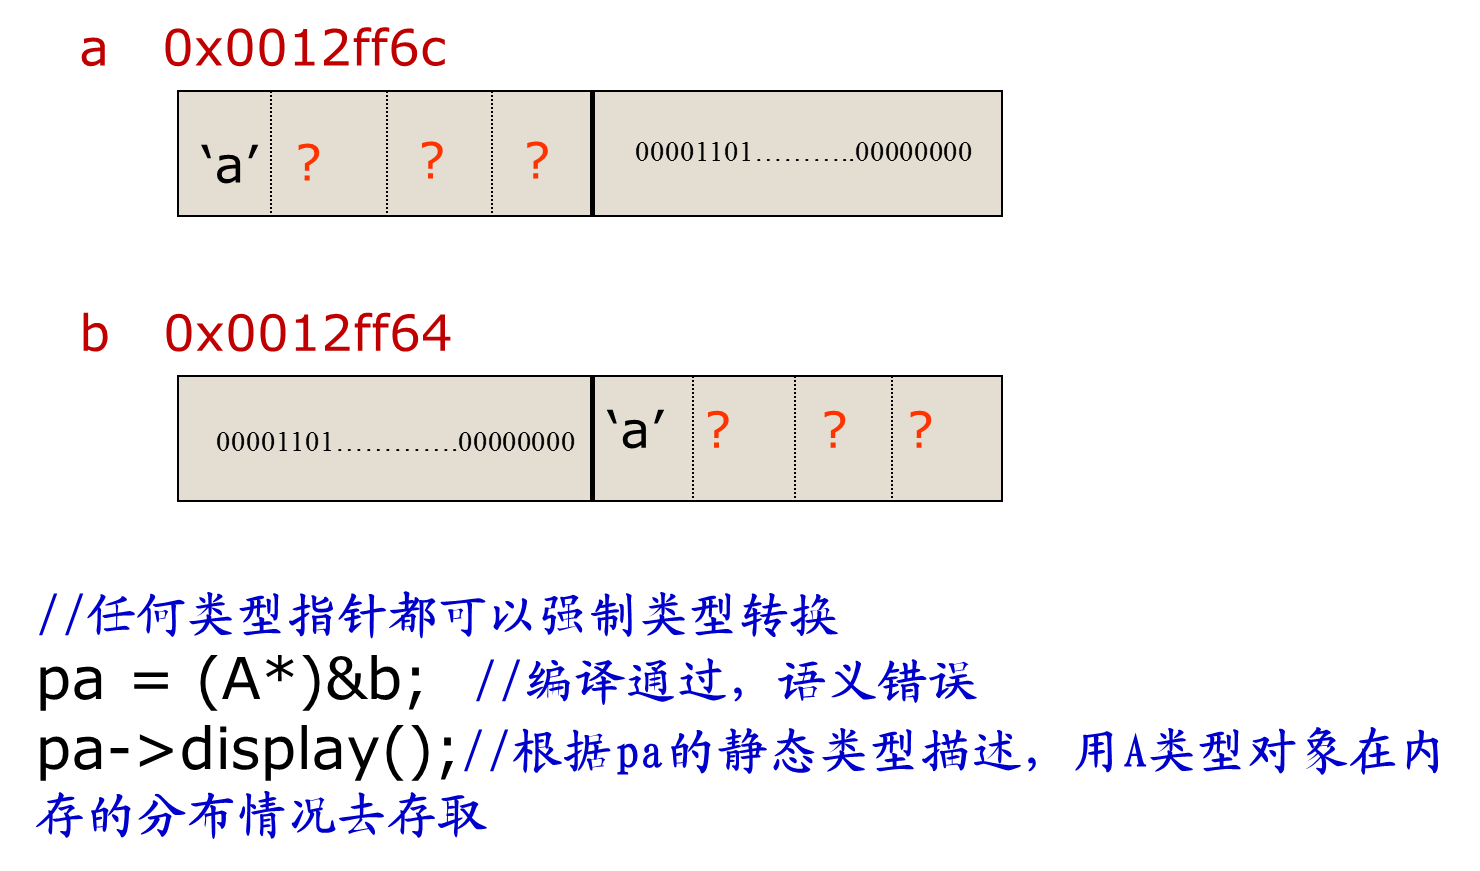 a 0x0012ff6c
‘a’ ? ? ? 00001101………..00000000
b 0x0012ff64
00001101………….00000000 ‘a’ ? ? ?
//任何类型指针都可以强制类型转换
pa = (A*)&b; //编译通过，语义错误
pa->display();//根据pa的静态类型描述，用A类型对象在内
存的分布情况去存取